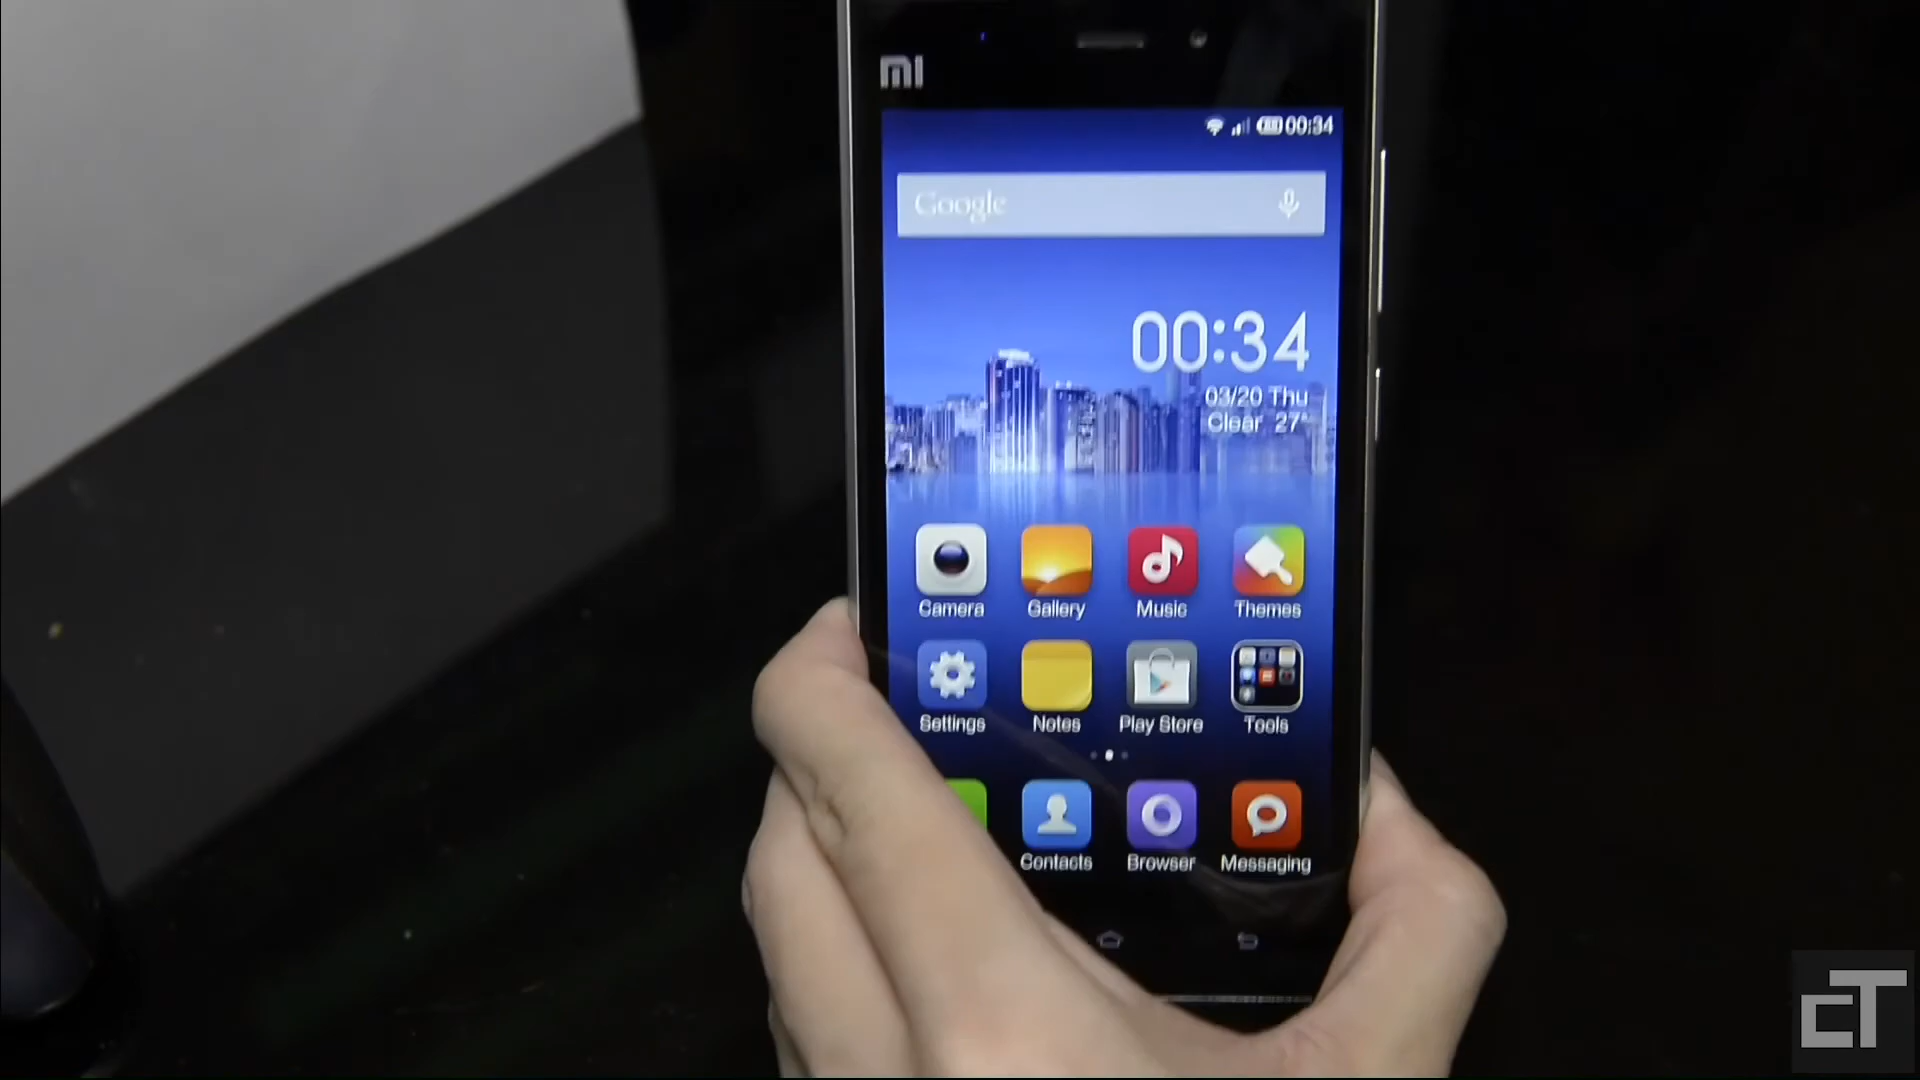 mi
00:34
Google
00:34
03/20 Thu
Clear 27°
Camera Gallery Music Themes
Settings Notes Play Store Tools
Contacts Browser Messaging
cT